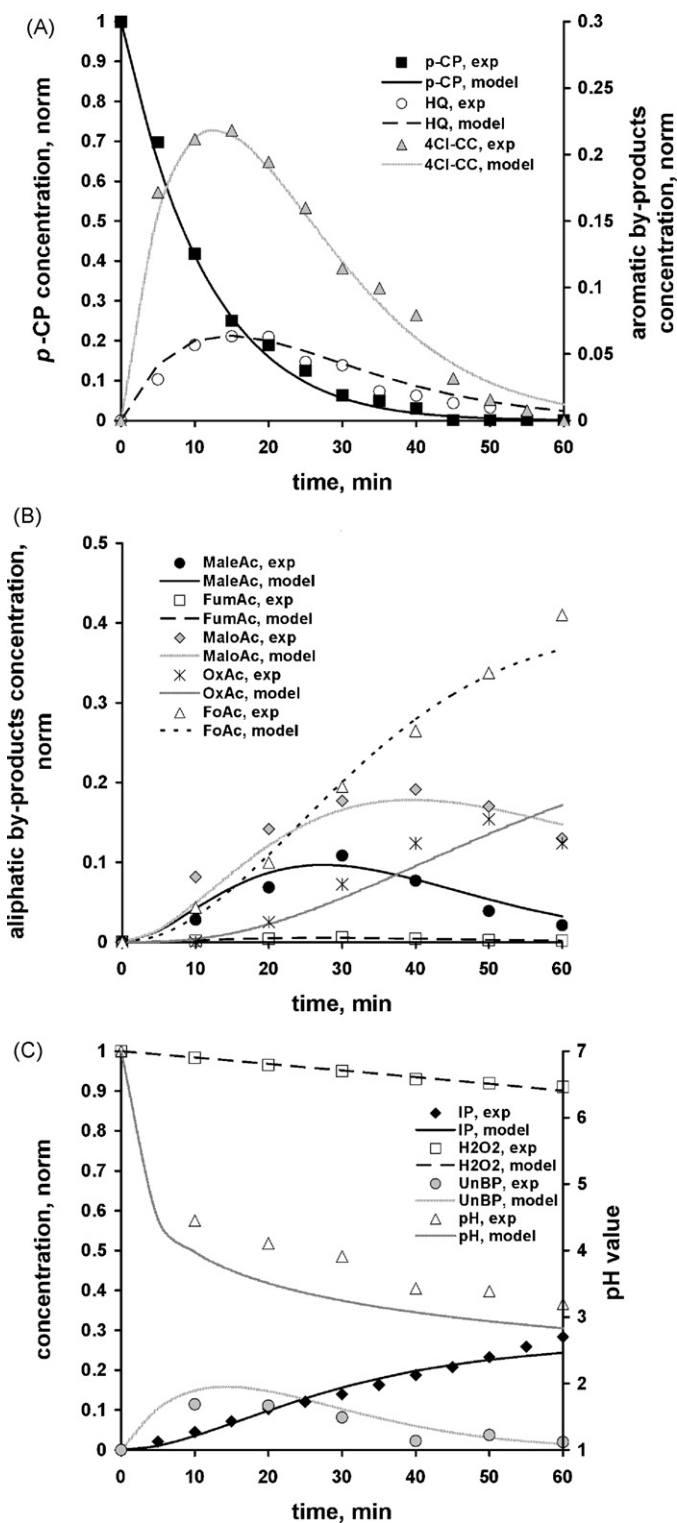 (A)
1
0.9
0.8
0.7
0.6
0.5
0.4
0.3
0.2
0.1
0
p-CP concentration, norm
p-CP, exp
p-CP, model
HQ, exp
HQ, model
4Cl-CC, exp
4Cl-CC, model
0.3
0.25
0.2
0.15
0.1
0.05
0
aromatic by-products
concentration, norm
0 10 20 30 40 50 60
time, min
(B)
0.5
0.4
0.3
0.2
0.1
0
aliphatic by-products concentration,
norm
MaleAc, exp
MaleAc, model
FumAc, exp
FumAc, model
MaloAc, exp
MaloAc, model
OxAc, exp
OxAc, model
FoAc, exp
FoAc, model
0 10 20 30 40 50 60
time, min
(C)
1
0.9
0.8
0.7
0.6
0.5
0.4
0.3
0.2
0.1
0
concentration, norm
IP, exp
IP, model
H2O2, exp
H2O2, model
UnBP, exp
UnBP, model
pH, exp
pH, model
7
6
5
4
3
2
1
pH value
0 10 20 30 40 50 60
time, min